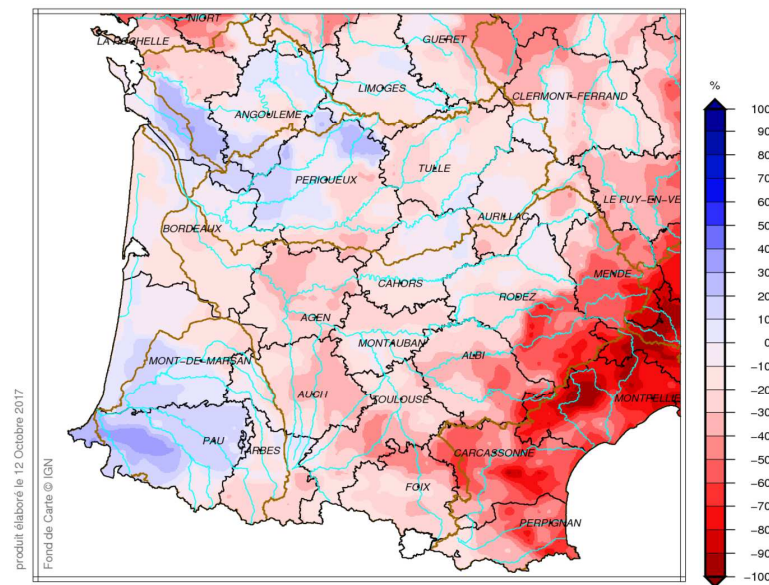 NIORT
LA ROCHELLE
GUERET
LIMOGES
CLERMONT-FERRAND
ANGOULEME
TULLE
PERIGUEUX
LE PUY-EN-VE
AURILLAC
BORDEAUX
MENDE
CAHORS
RODEZ
AGEN
MONTAUBAN
ALBI
MONT-DE-MARSAN
AUCH
TOULOUSE
MONTPELLIE
PAU
TARBES
CARCASSONNE
FOIX
PERPIGNAN
%
100
90
80
70
60
50
40
30
20
10
0
-10
-20
-30
-40
-50
-60
-70
-80
-90
-100
produit élaboré le 12 Octobre 2017
Fond de Carte © IGN